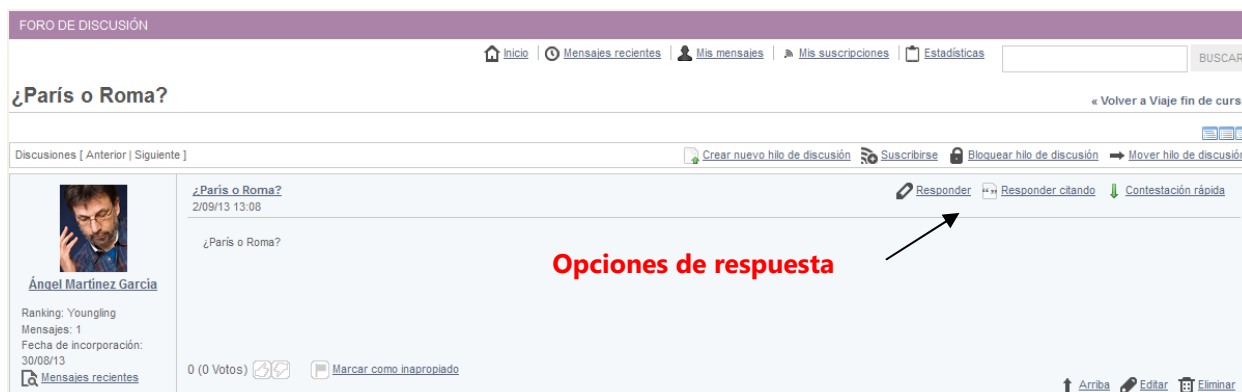 FORO DE DISCUSIÓN
Inicio | Mensajes recientes | Mis mensajes | Mis suscripciones | Estadísticas BUSCAR
¿París o Roma?
« Volver a Viaje fin de curs
Discusiones [ Anterior | Siguiente ] Crear nuevo hilo de discusión Suscribirse Bloquear hilo de discusión Mover hilo de discusión
¿París o Roma? Responder Responder citando Contestación rápida
2/09/13 13:08
¿París o Roma?
Opciones de respuesta
Ángel Martínez García
Ranking: Youngling
Mensajes: 1
Fecha de incorporación:
30/08/13
Mensajes recientes
0 (0 Votos) Marcar como inapropiado
Arriba Editar Eliminar